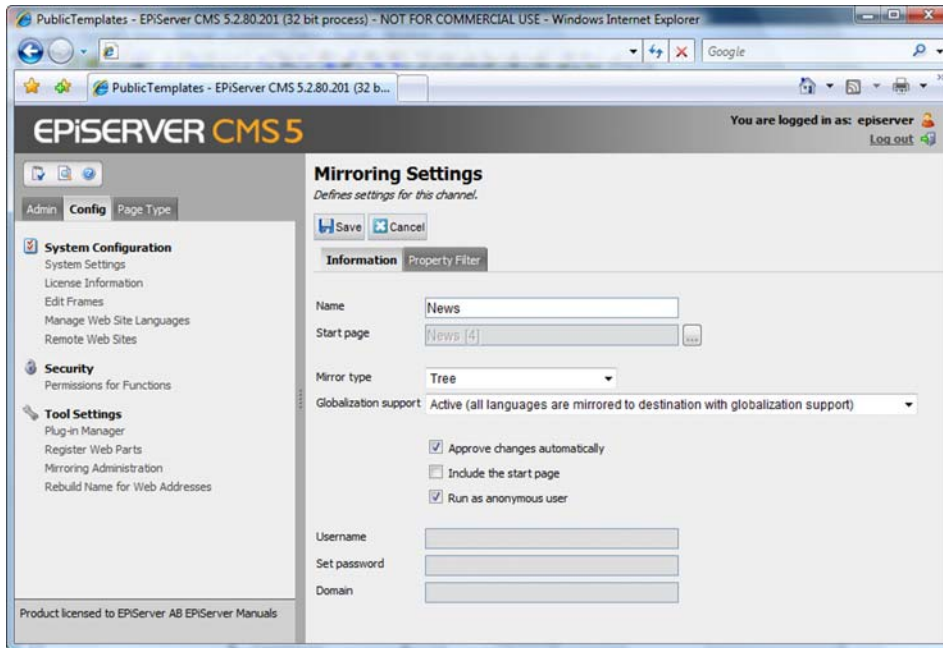 PublicTemplates - EPiServer CMS 5.2.80.201 (32 bit process) - NOT FOR COMMERCIAL USE - Windows Internet Explorer
Google
PublicTemplates - EPiServer CMS 5.2.80.201 (32 b...
EPiSERVER CMS 5
You are logged in as: episerver
Log out
Admin Config Page Type
System Configuration
System Settings
License Information
Edit Frames
Manage Web Site Languages
Remote Web Sites
Security
Permissions for Functions
Tool Settings
Plug-in Manager
Register Web Parts
Mirroring Administration
Rebuild Name for Web Addresses
Product licensed to EPiServer AB EPiServer Manuals
Mirroring Settings
Defines settings for this channel.
Save Cancel
Information Property Filter
Name News
Start page News [4] ...
Mirror type Tree
Globalization support Active (all languages are mirrored to destination with globalization support)
Approve changes automatically
Include the start page
Run as anonymous user
Username
Set password
Domain